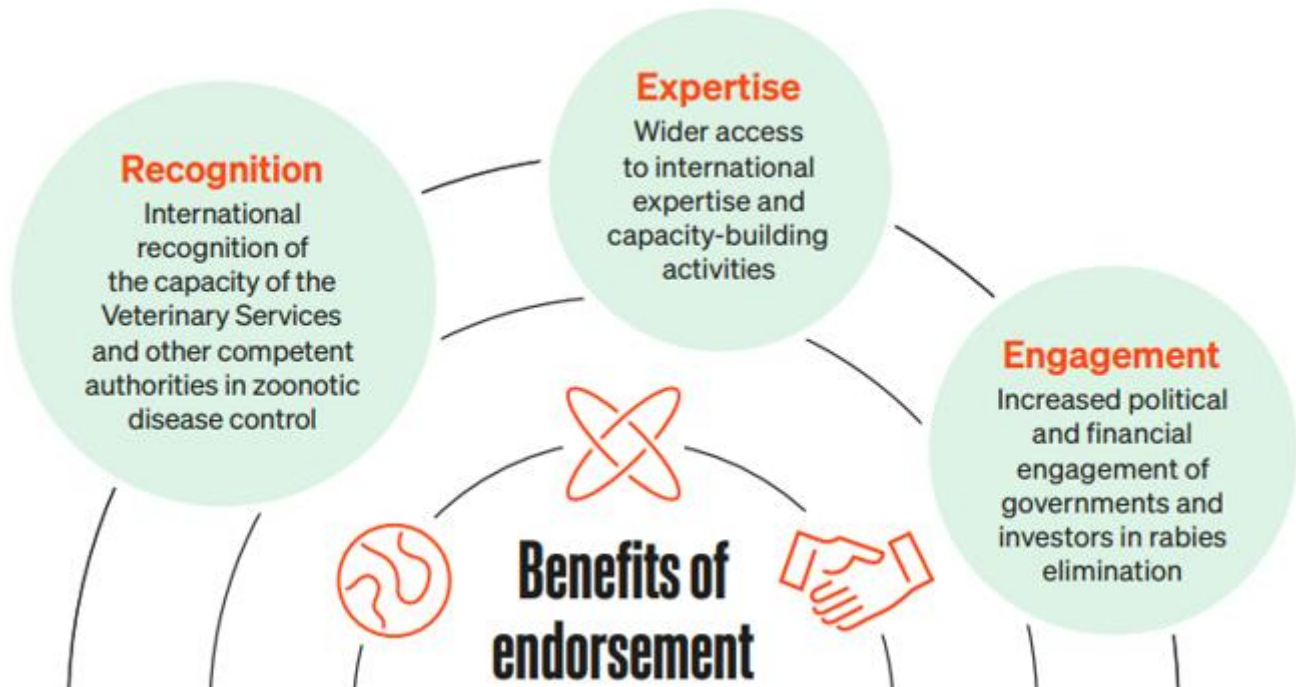 Recognition
International
recognition of
the capacity of the
Veterinary Services
and other competent
authorities in zoonotic
disease control
Expertise
Wider access
to international
expertise and
capacity-building
activities
Engagement
Increased political
and financial
engagement of
governments and
investors in rabies
elimination
Benefits of
endorsement